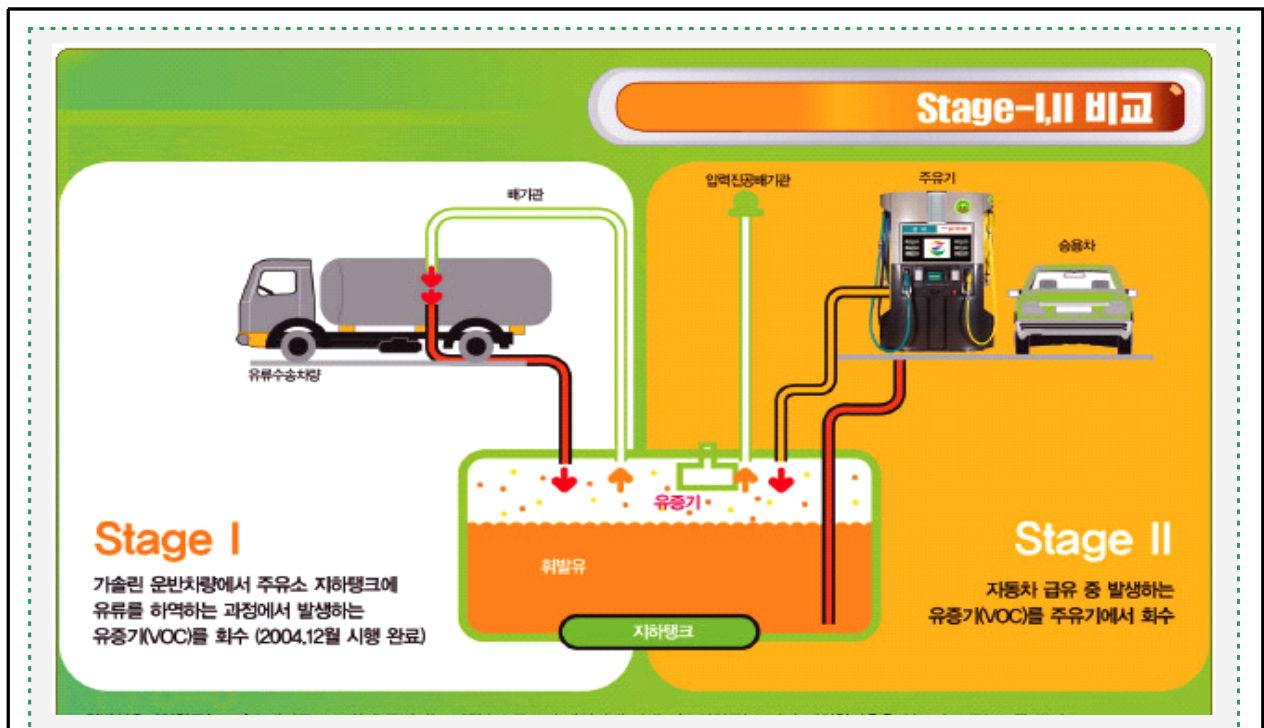 Stage-I,II 비교
배기관
유류수송차량
압력진공배기관
주유기
승용차
유증기
휘발유
지하탱크
Stage I
가솔린 운반차량에서 주유소 지하탱크에
유류를 하역하는 과정에서 발생하는
유증기(VOC)를 회수 (2004.12월 시행 완료)
Stage II
자동차 급유 중 발생하는
유증기(VOC)를 주유기에서 회수